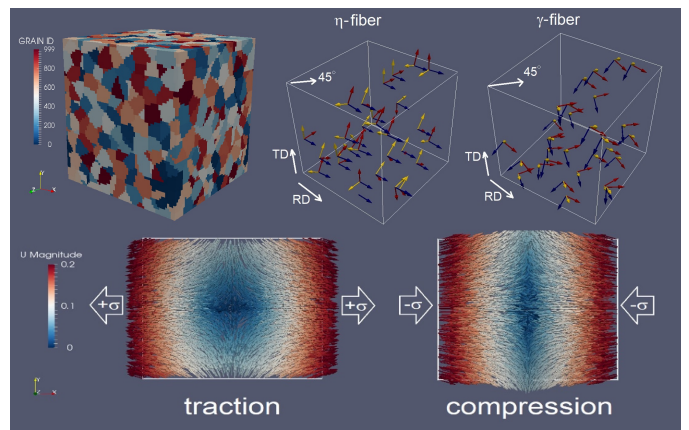 GRAIN ID
999
800
600
400
200
0
η-fiber
45°
TD
RD
γ-fiber
45°
TD
RD
U Magnitude
0.2
0.1
0
+σ
+σ
-σ
-σ
traction
compression